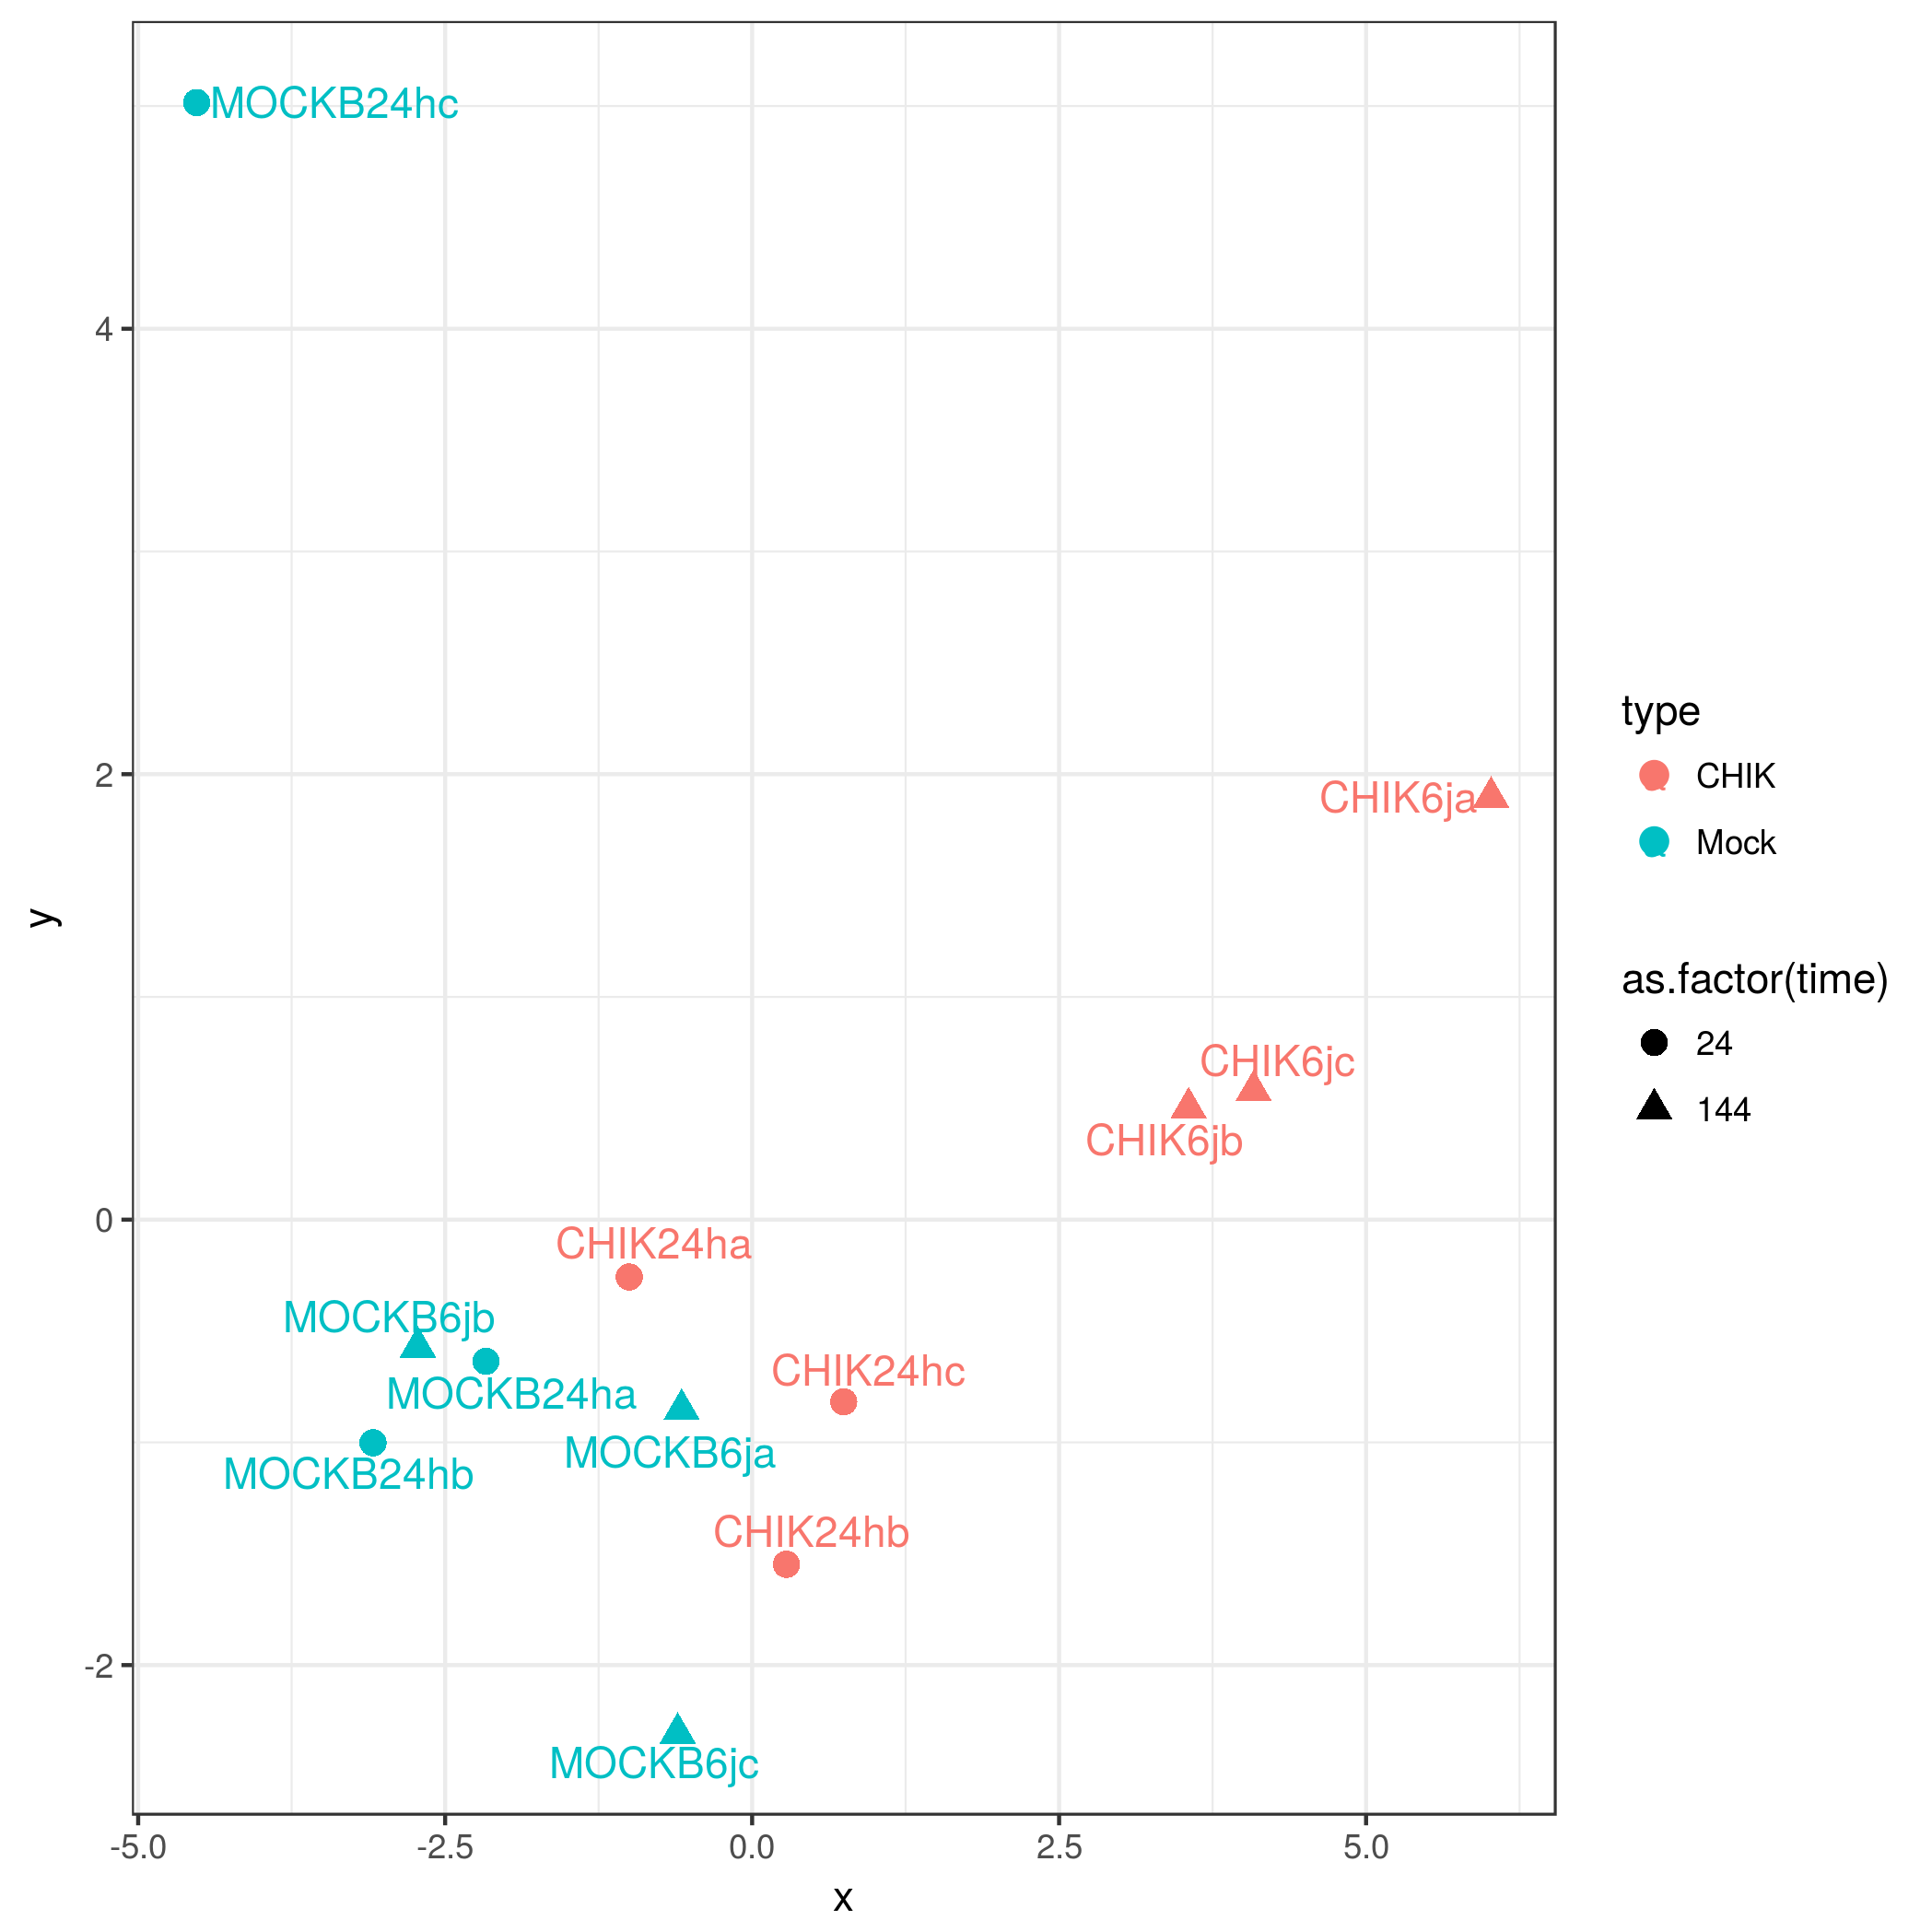 MOCKB24hc
4
2
0
-2
y
CHIK6ja
CHIK6jc
CHIK6jb
CHIK24ha
MOCKB6jb
CHIK24hc
MOCKB24ha
MOCKB6ja
MOCKB24hb
CHIK24hb
MOCKB6jc
-5.0
-2.5
0.0
2.5
5.0
x
type
CHIK
Mock
as.factor(time)
24
144